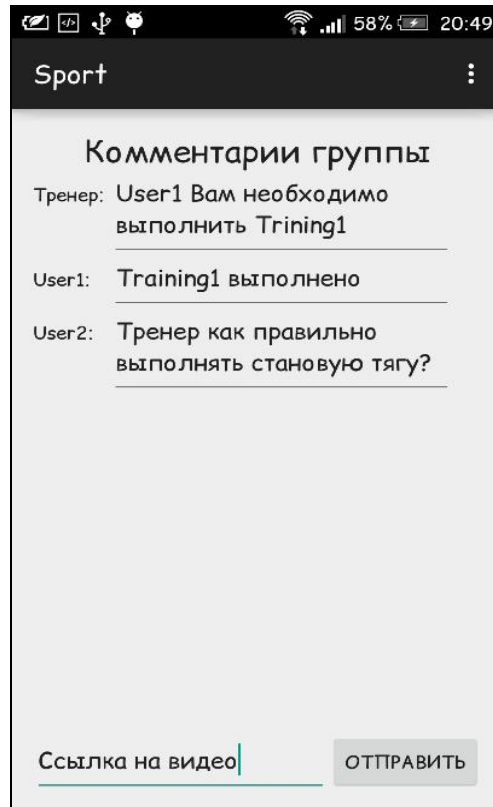 58% 20:49
Sport
Комментарии группы
Тренер: User1 Вам необходимо
выполнить Trining1
User1: Training1 выполнено
User2: Тренер как правильно
выполнять становую тягу?
Ссылка на видео ОТПРАВИТЬ